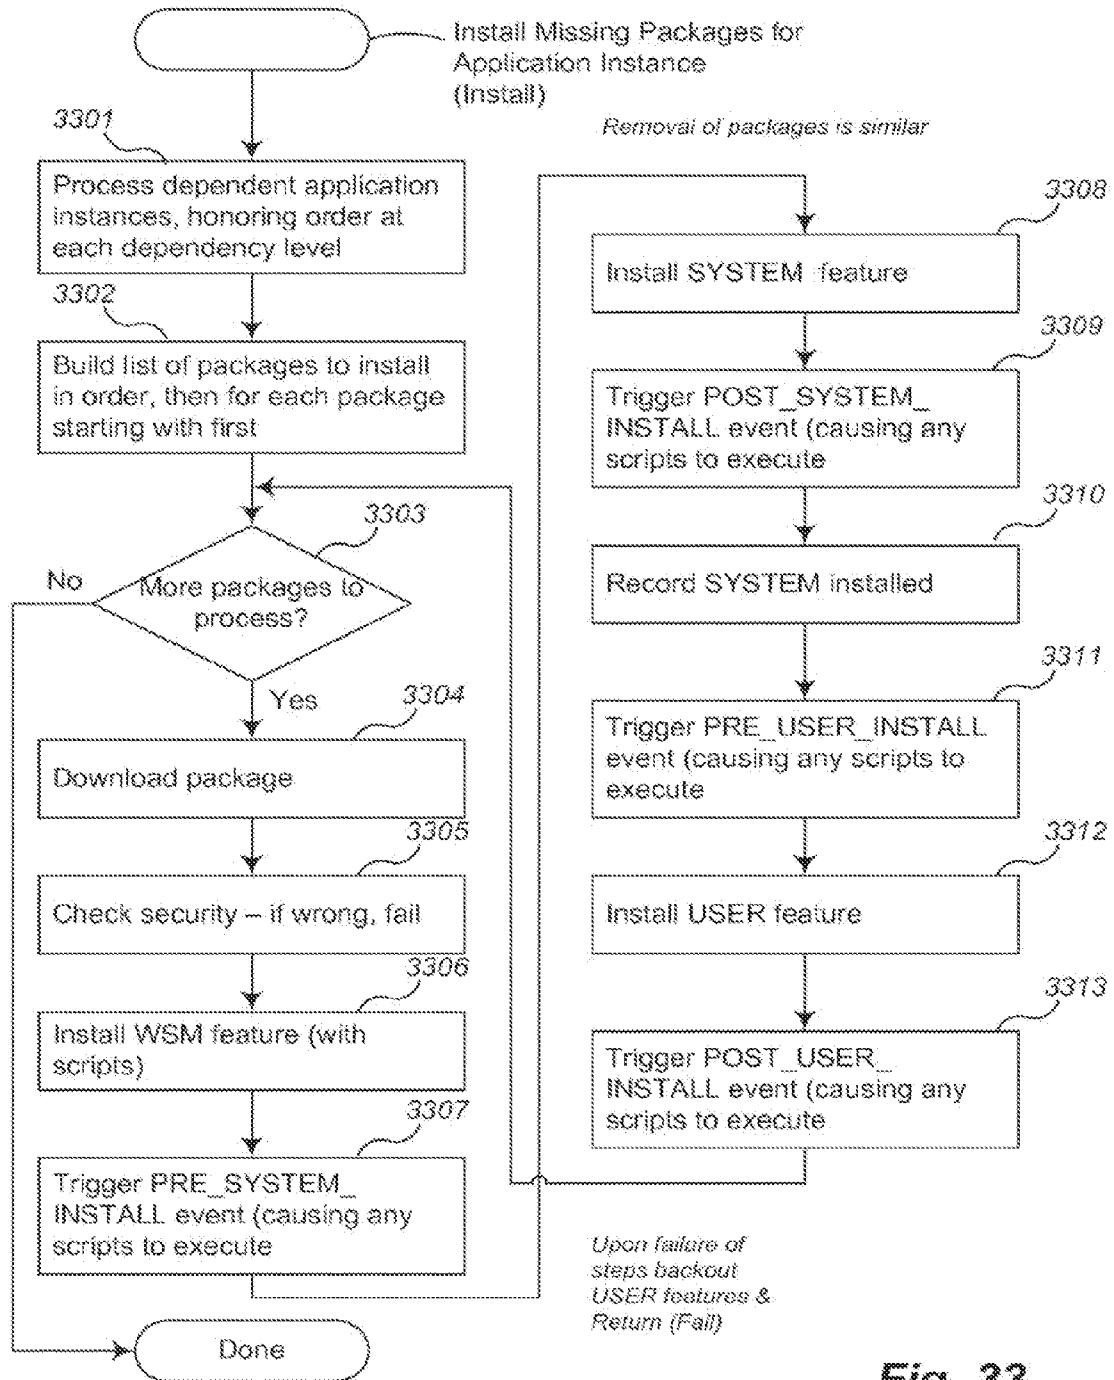 Install Missing Packages for
Application Instance
(Install)
Removal of packages is similar
3301
Process dependent application
instances, honoring order at
each dependency level
3302
Build list of packages to install
in order, then for each package
starting with first
3303
No
More packages to
process?
Yes
3304
Download package
3305
Check security – if wrong, fail
3306
Install WSM feature (with
scripts)
3307
Trigger PRE_SYSTEM_
INSTALL event (causing any
scripts to execute
Done
3308
Install SYSTEM feature
3309
Trigger POST_SYSTEM_
INSTALL event (causing any
scripts to execute
3310
Record SYSTEM installed
3311
Trigger PRE_USER_INSTALL
event (causing any scripts to
execute
3312
Install USER feature
3313
Trigger POST_USER_
INSTALL event (causing any
scripts to execute
Upon failure of
steps backout
USER features &
Return (Fail)
Fig. 33